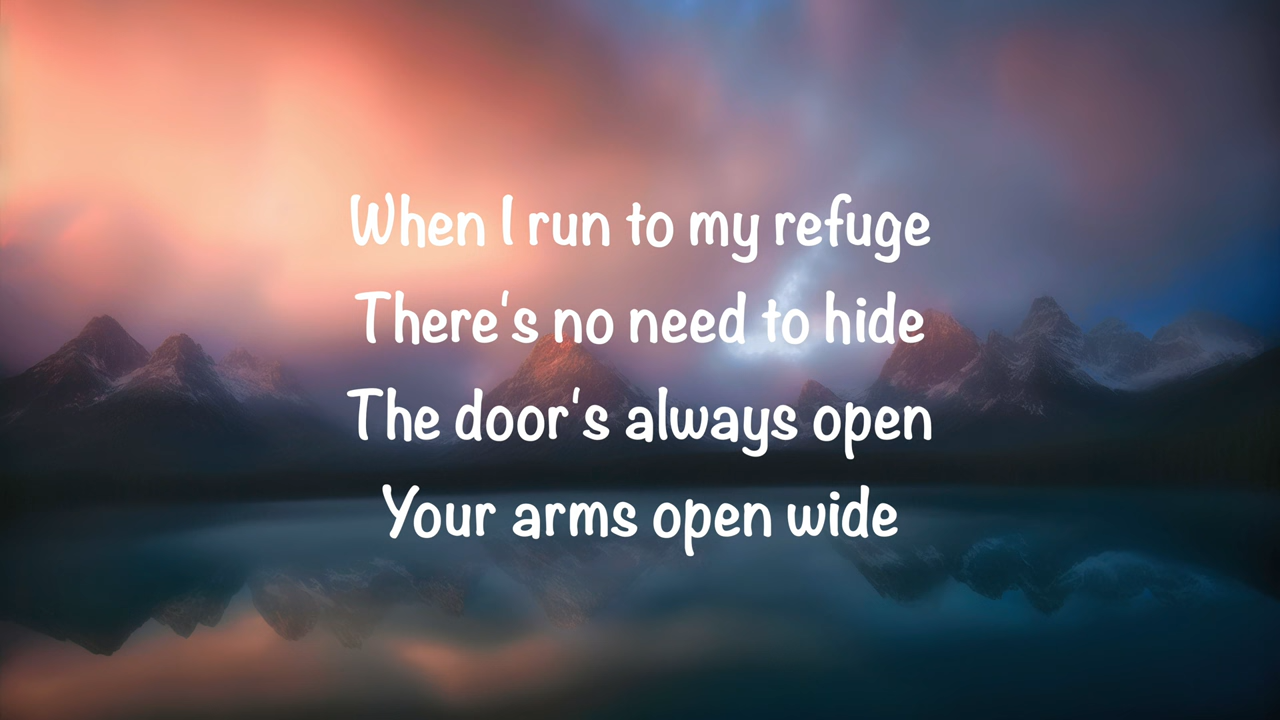 When I run to my refuge
There's no need to hide
The door's always open
Your arms open wide